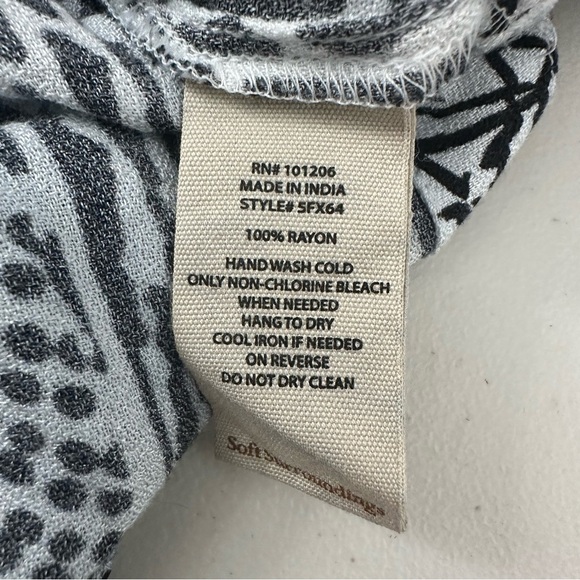 RN# 101206
MADE IN INDIA
STYLE# 5FX64
100% RAYON
HAND WASH COLD
ONLY NON-CHLORINE BLEACH
WHEN NEEDED
HANG TO DRY
COOL IRON IF NEEDED
ON REVERSE
DO NOT DRY CLEAN
Soft Surroundings